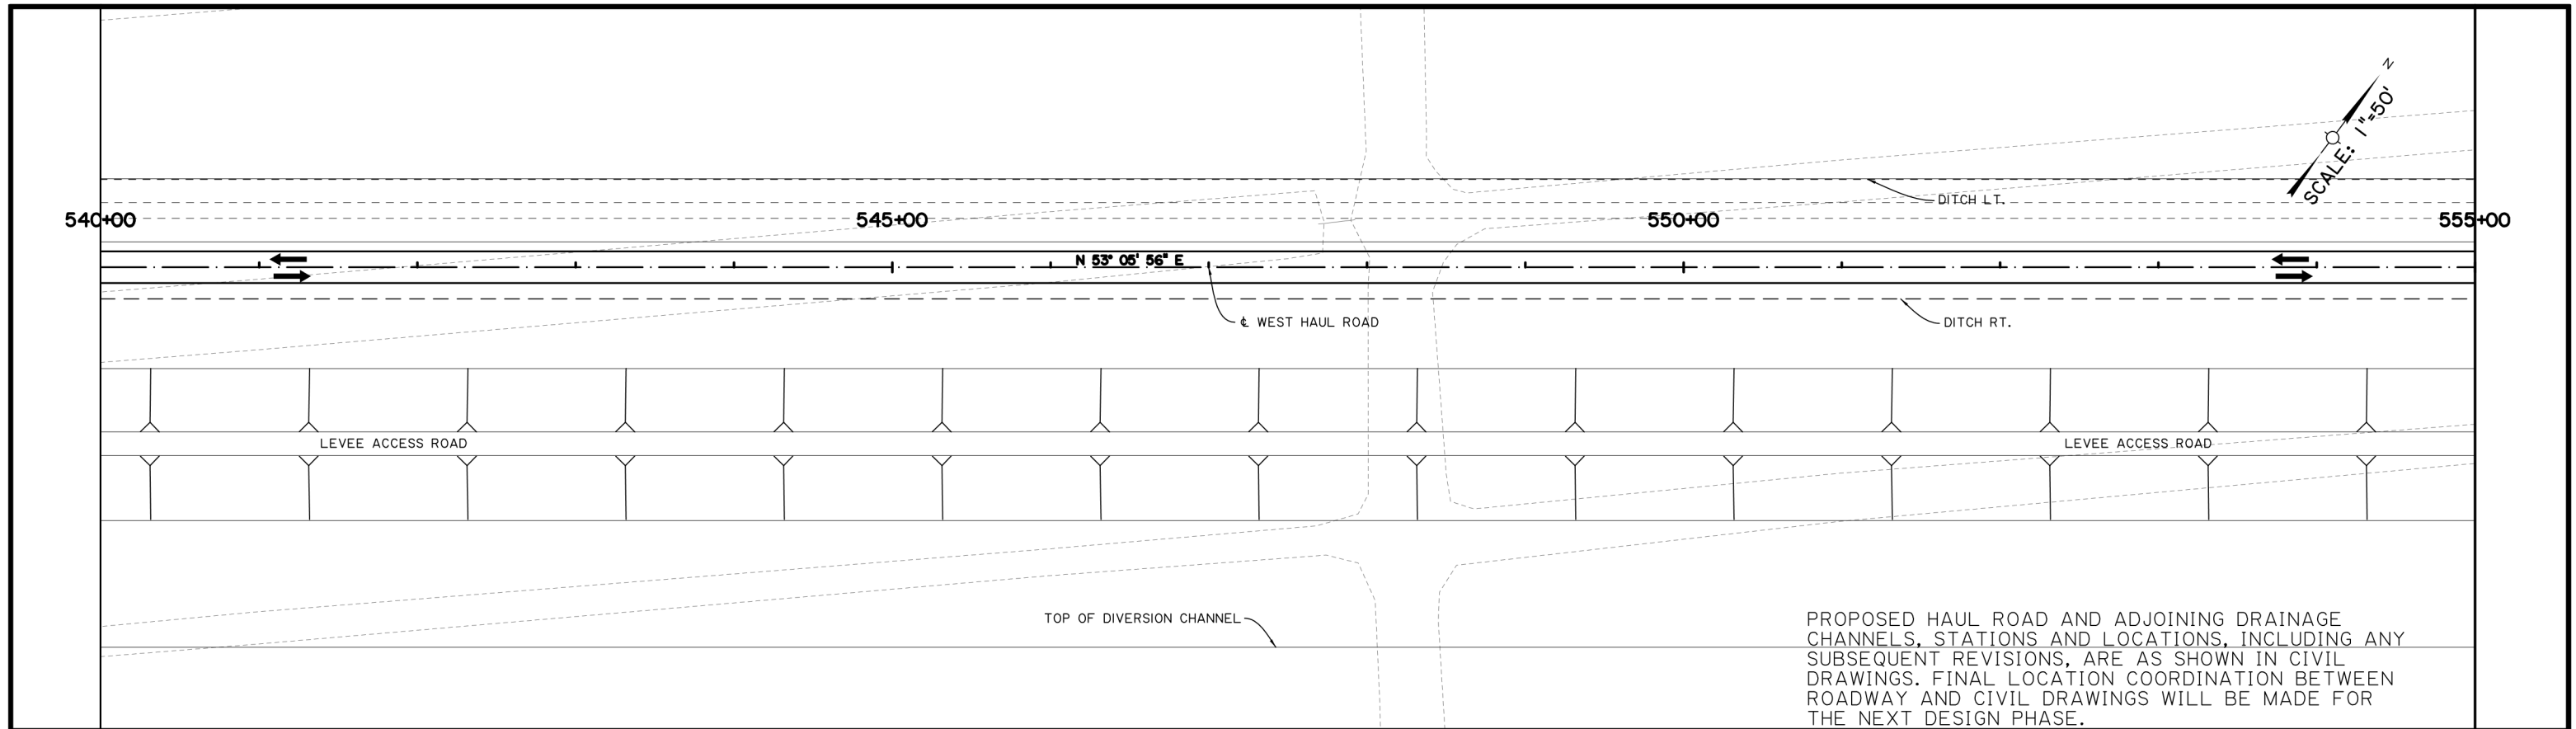 N
SCALE: 1"=50'
DITCH LT.
540+00
545+00
550+00
555+00
N 53° 05' 56" E
℄ WEST HAUL ROAD
DITCH RT.
LEVEE ACCESS ROAD
LEVEE ACCESS ROAD
TOP OF DIVERSION CHANNEL
PROPOSED HAUL ROAD AND ADJOINING DRAINAGE
CHANNELS, STATIONS AND LOCATIONS, INCLUDING ANY
SUBSEQUENT REVISIONS, ARE AS SHOWN IN CIVIL
DRAWINGS. FINAL LOCATION COORDINATION BETWEEN
ROADWAY AND CIVIL DRAWINGS WILL BE MADE FOR
THE NEXT DESIGN PHASE.